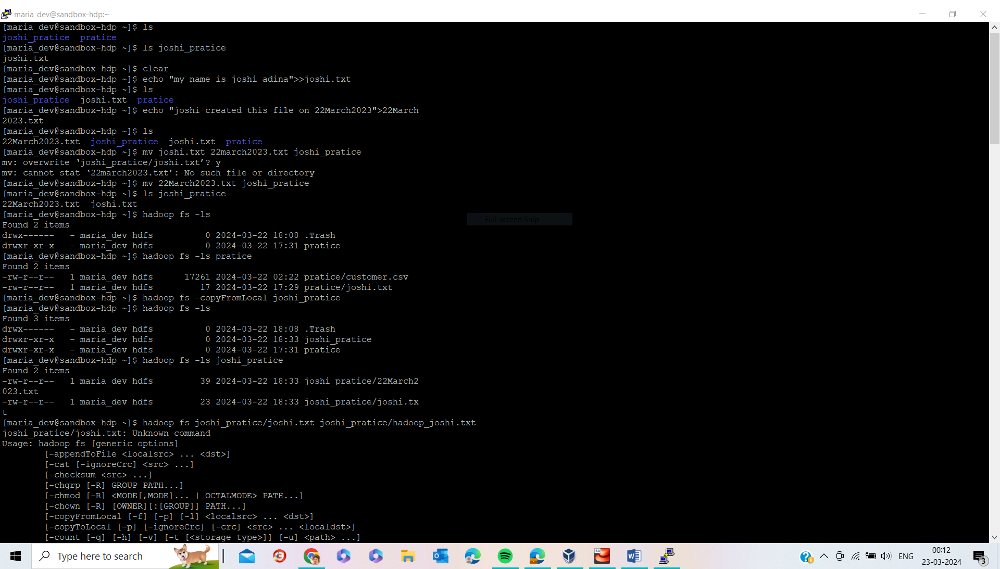 maria_dev@sandbox-hdp:~
[maria_dev@sandbox-hdp ~]$ ls
joshi_pratice  pratice
[maria_dev@sandbox-hdp ~]$ ls joshi_pratice
joshi.txt
[maria_dev@sandbox-hdp ~]$ clear
[maria_dev@sandbox-hdp ~]$ echo "my name is joshi adina">>joshi.txt
[maria_dev@sandbox-hdp ~]$ ls
joshi_pratice  joshi.txt  pratice
[maria_dev@sandbox-hdp ~]$ echo "joshi created this file on 22March2023">22March
2023.txt
[maria_dev@sandbox-hdp ~]$ ls
22March2023.txt  joshi_pratice  joshi.txt  pratice
[maria_dev@sandbox-hdp ~]$ mv joshi.txt 22march2023.txt joshi_pratice
mv: overwrite ‘joshi_pratice/joshi.txt’? y
mv: cannot stat ‘22march2023.txt’: No such file or directory
[maria_dev@sandbox-hdp ~]$ mv 22March2023.txt joshi_pratice
[maria_dev@sandbox-hdp ~]$ ls joshi_pratice
22March2023.txt  joshi.txt
[maria_dev@sandbox-hdp ~]$ hadoop fs -ls
Full-screen Snip
Found 2 items
drwx------   - maria_dev hdfs          0 2024-03-22 18:08 .Trash
drwxr-xr-x   - maria_dev hdfs          0 2024-03-22 17:31 pratice
[maria_dev@sandbox-hdp ~]$ hadoop fs -ls pratice
Found 2 items
-rw-r--r--   1 maria_dev hdfs      17261 2024-03-22 02:22 pratice/customer.csv
-rw-r--r--   1 maria_dev hdfs         17 2024-03-22 17:29 pratice/joshi.txt
[maria_dev@sandbox-hdp ~]$ hadoop fs -copyFromLocal joshi_pratice
[maria_dev@sandbox-hdp ~]$ hadoop fs -ls
Found 3 items
drwx------   - maria_dev hdfs          0 2024-03-22 18:08 .Trash
drwxr-xr-x   - maria_dev hdfs          0 2024-03-22 18:33 joshi_pratice
drwxr-xr-x   - maria_dev hdfs          0 2024-03-22 17:31 pratice
[maria_dev@sandbox-hdp ~]$ hadoop fs -ls joshi_pratice
Found 2 items
-rw-r--r--   1 maria_dev hdfs         39 2024-03-22 18:33 joshi_pratice/22March2
023.txt
-rw-r--r--   1 maria_dev hdfs         23 2024-03-22 18:33 joshi_pratice/joshi.tx
t
[maria_dev@sandbox-hdp ~]$ hadoop fs joshi_pratice/joshi.txt joshi_pratice/hadoop_joshi.txt
joshi_pratice/joshi.txt: Unknown command
Usage: hadoop fs [generic options]
        [-appendToFile <localsrc> ... <dst>]
        [-cat [-ignoreCrc] <src> ...]
        [-checksum <src> ...]
        [-chgrp [-R] GROUP PATH...]
        [-chmod [-R] <MODE[,MODE]... | OCTALMODE> PATH...]
        [-chown [-R] [OWNER][:[GROUP]] PATH...]
        [-copyFromLocal [-f] [-p] [-l] <localsrc> ... <dst>]
        [-copyToLocal [-p] [-ignoreCrc] [-crc] <src> ... <localdst>]
        [-count [-q] [-h] [-v] [-t [<storage type>]] [-u] <path> ...]
Type here to search
64
ENG
00:12
23-03-2024
3